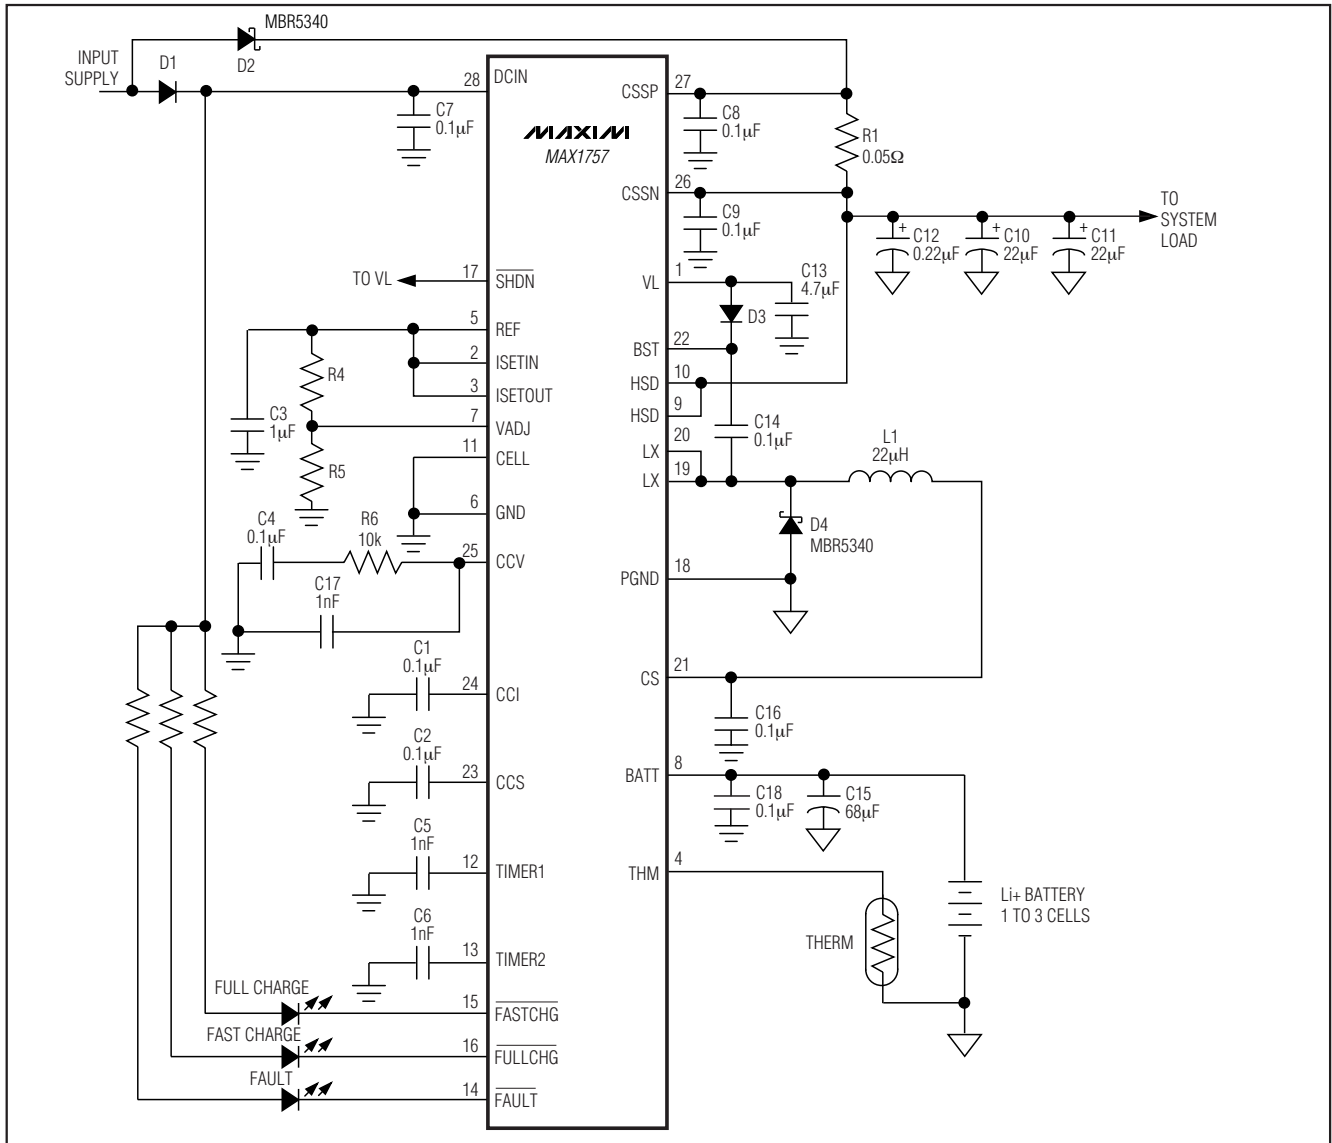 MBR5340
D2
INPUT
SUPPLY
D1
28
DCIN
C7
0.1µF
MAXIM
MAX1757
CSSP
27
C8
0.1µF
R1
0.05Ω
CSSN
26
C9
0.1µF
TO
SYSTEM
LOAD
+
C12
0.22µF
+
C10
22µF
+
C11
22µF
TO VL
17
SHDN
VL
1
C13
4.7µF
D3
5
REF
BST
22
2
ISETIN
HSD
10
3
ISETOUT
HSD
9
R4
C3
1µF
7
VADJ
LX
20
C14
0.1µF
L1
22µH
11
CELL
LX
19
R5
6
GND
D4
MBR5340
C4
0.1µF
R6
10k
25
CCV
PGND
18
C17
1nF
C1
0.1µF
24
CCI
CS
21
C16
0.1µF
C2
0.1µF
23
CCS
BATT
8
C18
0.1µF
C15
68µF
C5
1nF
12
TIMER1
THM
4
Li+ BATTERY
1 TO 3 CELLS
THERM
C6
1nF
13
TIMER2
FULL CHARGE
15
FASTCHG
FAST CHARGE
16
FULLCHG
FAULT
14
FAULT